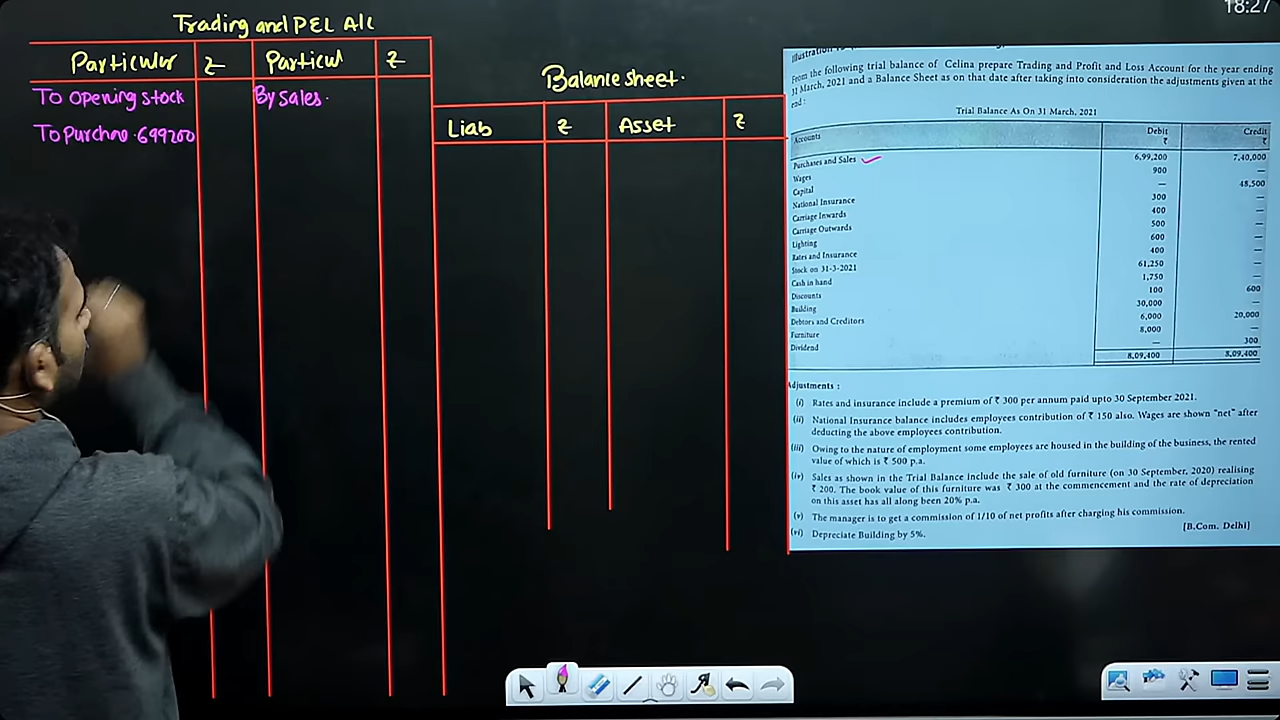 18:27
Trading and P&L A/c
Particular ₹ Particul ₹
To Opening stock By Sales.
To Purchase. 699200
Balance sheet.
Liab ₹ Asset ₹
From the following trial balance of Celina prepare Trading and Profit and Loss Account for the year ending
31 March, 2021 and a Balance Sheet as on that date after taking into consideration the adjustments given at the
end :
Trial Balance As On 31 March, 2021
Accounts Debit ₹ Credit ₹
Purchases and Sales 6,99,200 7,40,000
Wages 900 —
Capital — 48,500
National Insurance 300 —
Carriage Inwards 400 —
Carriage Outwards 500 —
Lighting 600 —
Rates and Insurance 400 —
Stock on 31-3-2021 61,250 —
Cash in hand 1,750 —
Discounts 100 600
Building 30,000 —
Debtors and Creditors 6,000 20,000
Furniture 8,000 —
Dividend — 300
8,09,400 8,09,400
Adjustments :
(i) Rates and insurance include a premium of ₹ 300 per annum paid upto 30 September 2021.
(ii) National Insurance balance includes employees contribution of ₹ 150 also. Wages are shown "net" after
deducting the above employees contribution.
(iii) Owing to the nature of employment some employees are housed in the building of the business, the rented
value of which is ₹ 500 p.a.
(iv) Sales as shown in the Trial Balance include the sale of old furniture (on 30 September, 2020) realising
₹ 200. The book value of this furniture was ₹ 300 at the commencement and the rate of depreciation
on this asset has all along been 20% p.a.
(v) The manager is to get a commission of 1/10 of net profits after charging his commission.
(vi) Depreciate Building by 5%.
[B.Com. Delhi]